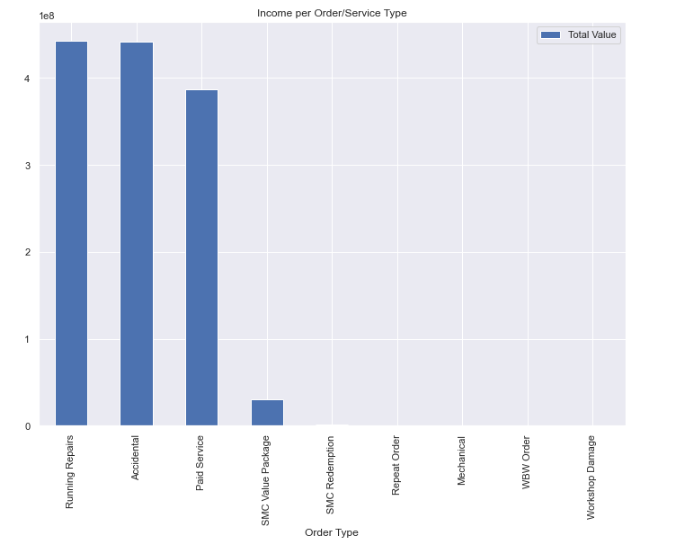 Income per Order/Service Type
1e8
Total Value
4
3
2
1
0
Running Repairs
Accidental
Paid Service
SMC Value Package
SMC Redemption
Repeat Order
Mechanical
WBW Order
Workshop Damage
Order Type